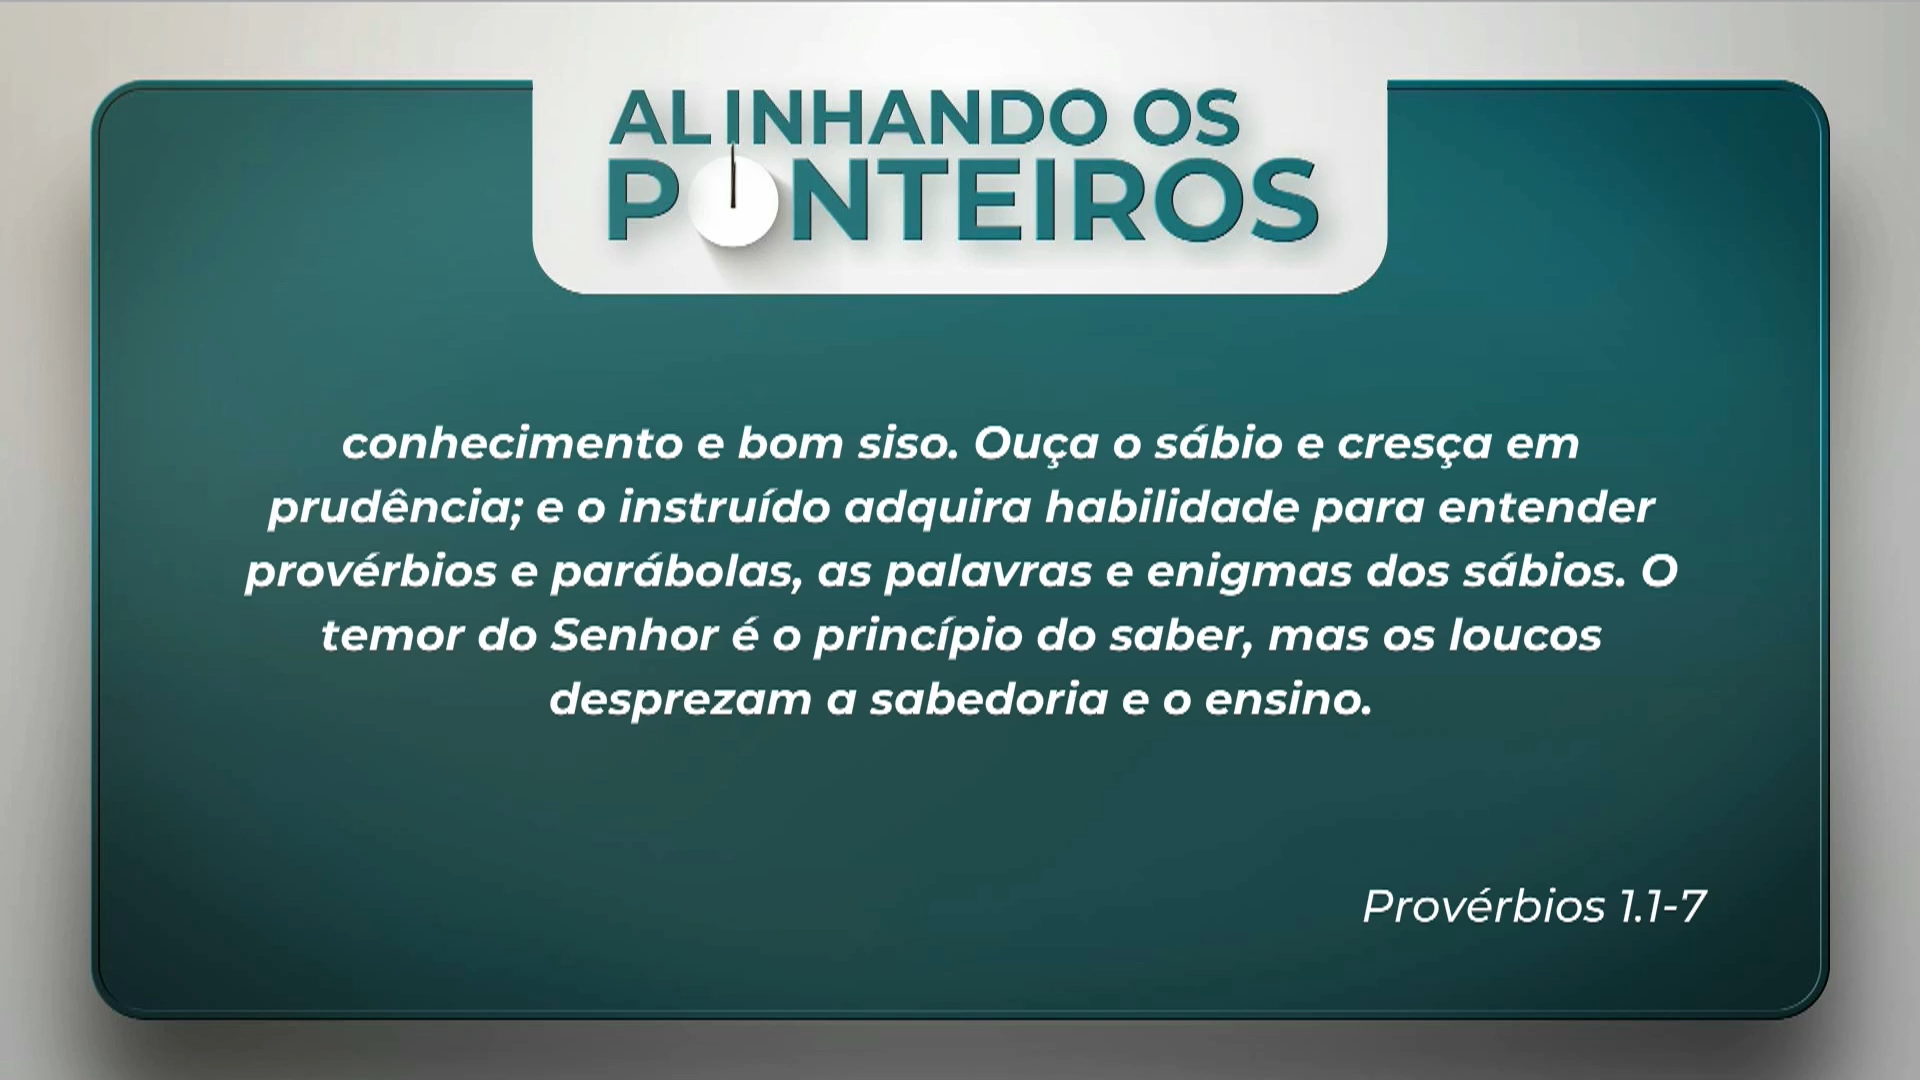 ALINHANDO OS
PONTEIROS
conhecimento e bom siso. Ouça o sábio e cresça em
prudência; e o instruído adquira habilidade para entender
provérbios e parábolas, as palavras e enigmas dos sábios. O
temor do Senhor é o princípio do saber, mas os loucos
desprezam a sabedoria e o ensino.
Provérbios 1.1-7